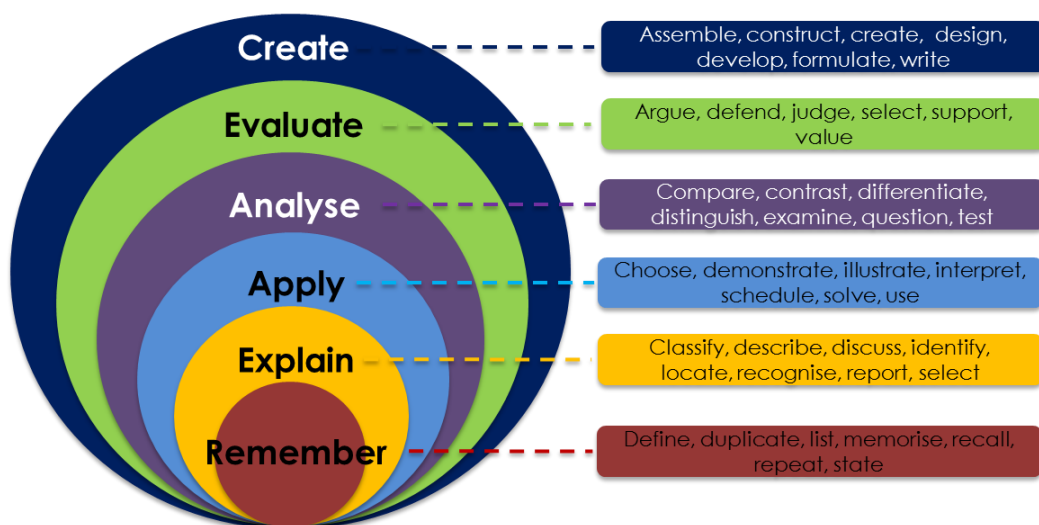 Create
Assemble, construct, create, design,
develop, formulate, write
Evaluate
Argue, defend, judge, select, support,
value
Analyse
Compare, contrast, differentiate,
distinguish, examine, question, test
Apply
Choose, demonstrate, illustrate, interpret,
schedule, solve, use
Explain
Classify, describe, discuss, identify,
locate, recognise, report, select
Remember
Define, duplicate, list, memorise, recall,
repeat, state